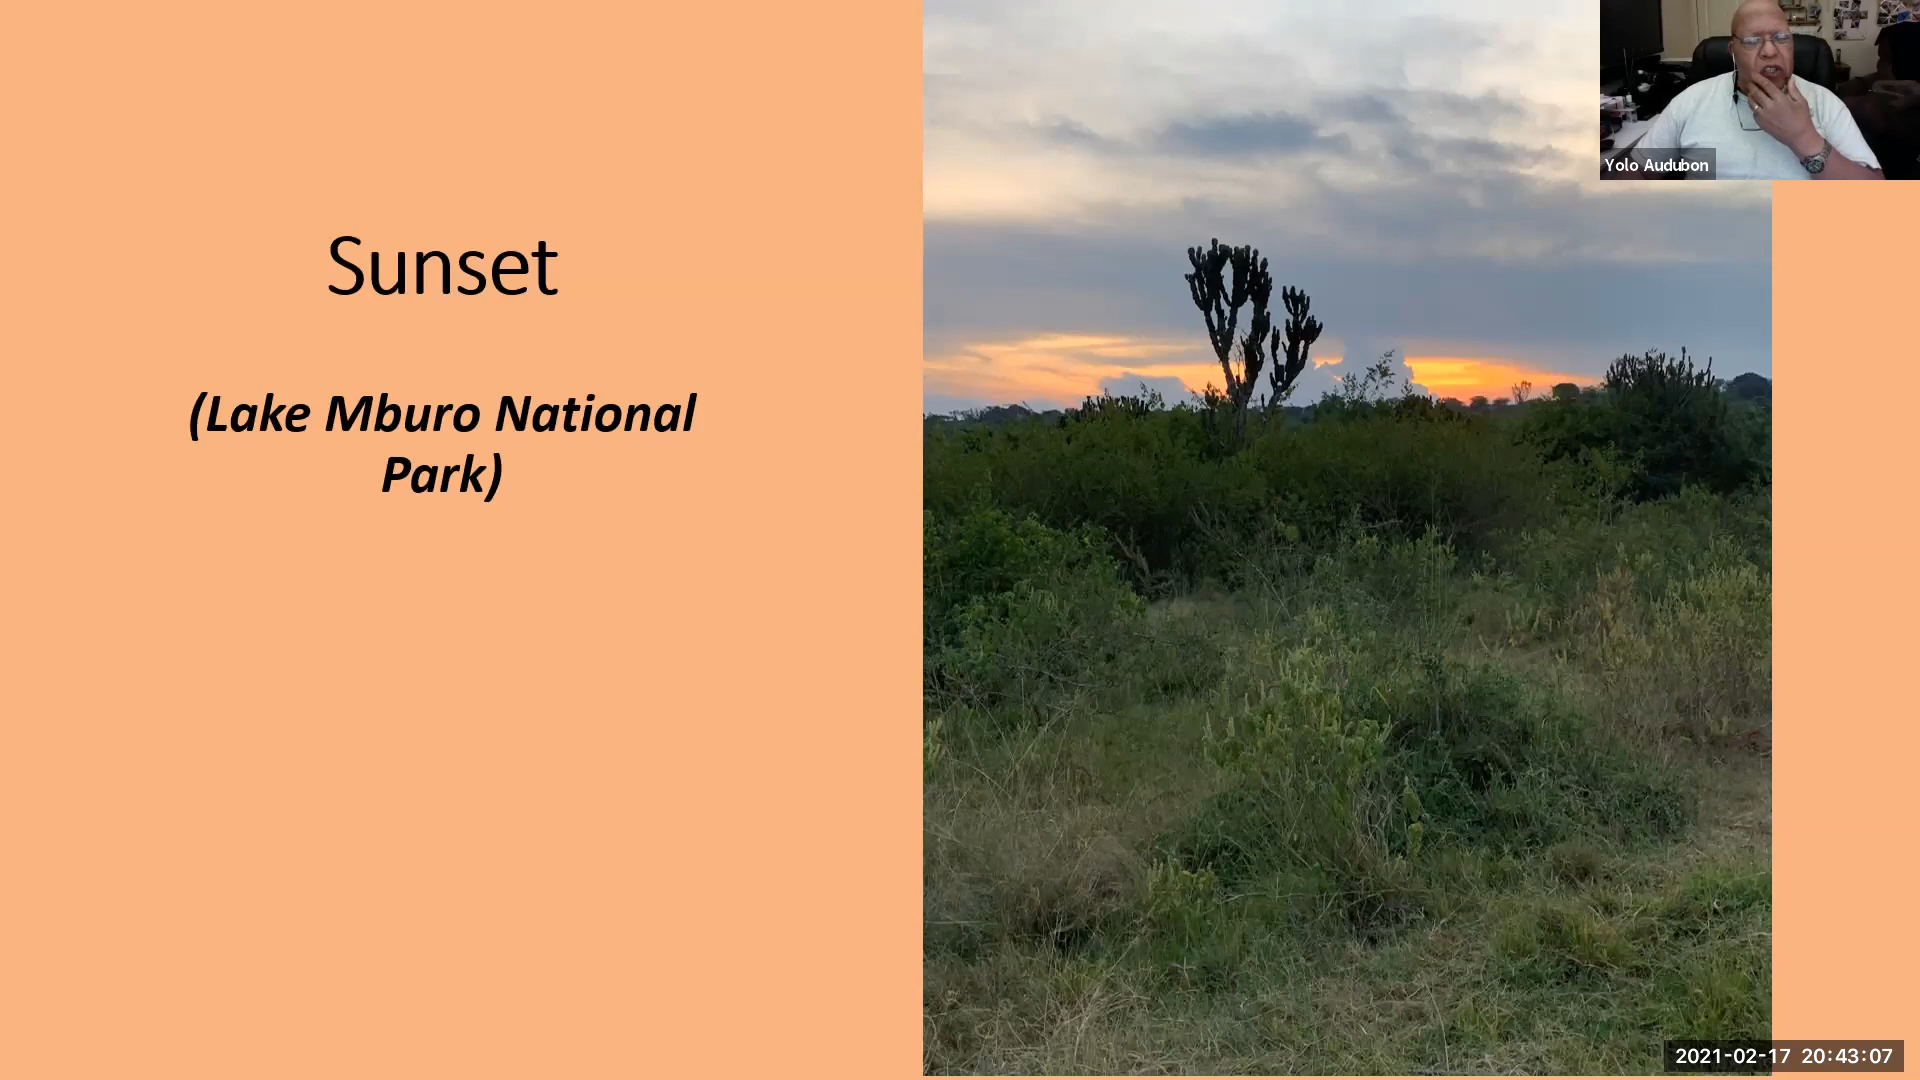 Sunset
(Lake Mburo National
Park)
Yolo Audubon
2021-02-17 20:43:07